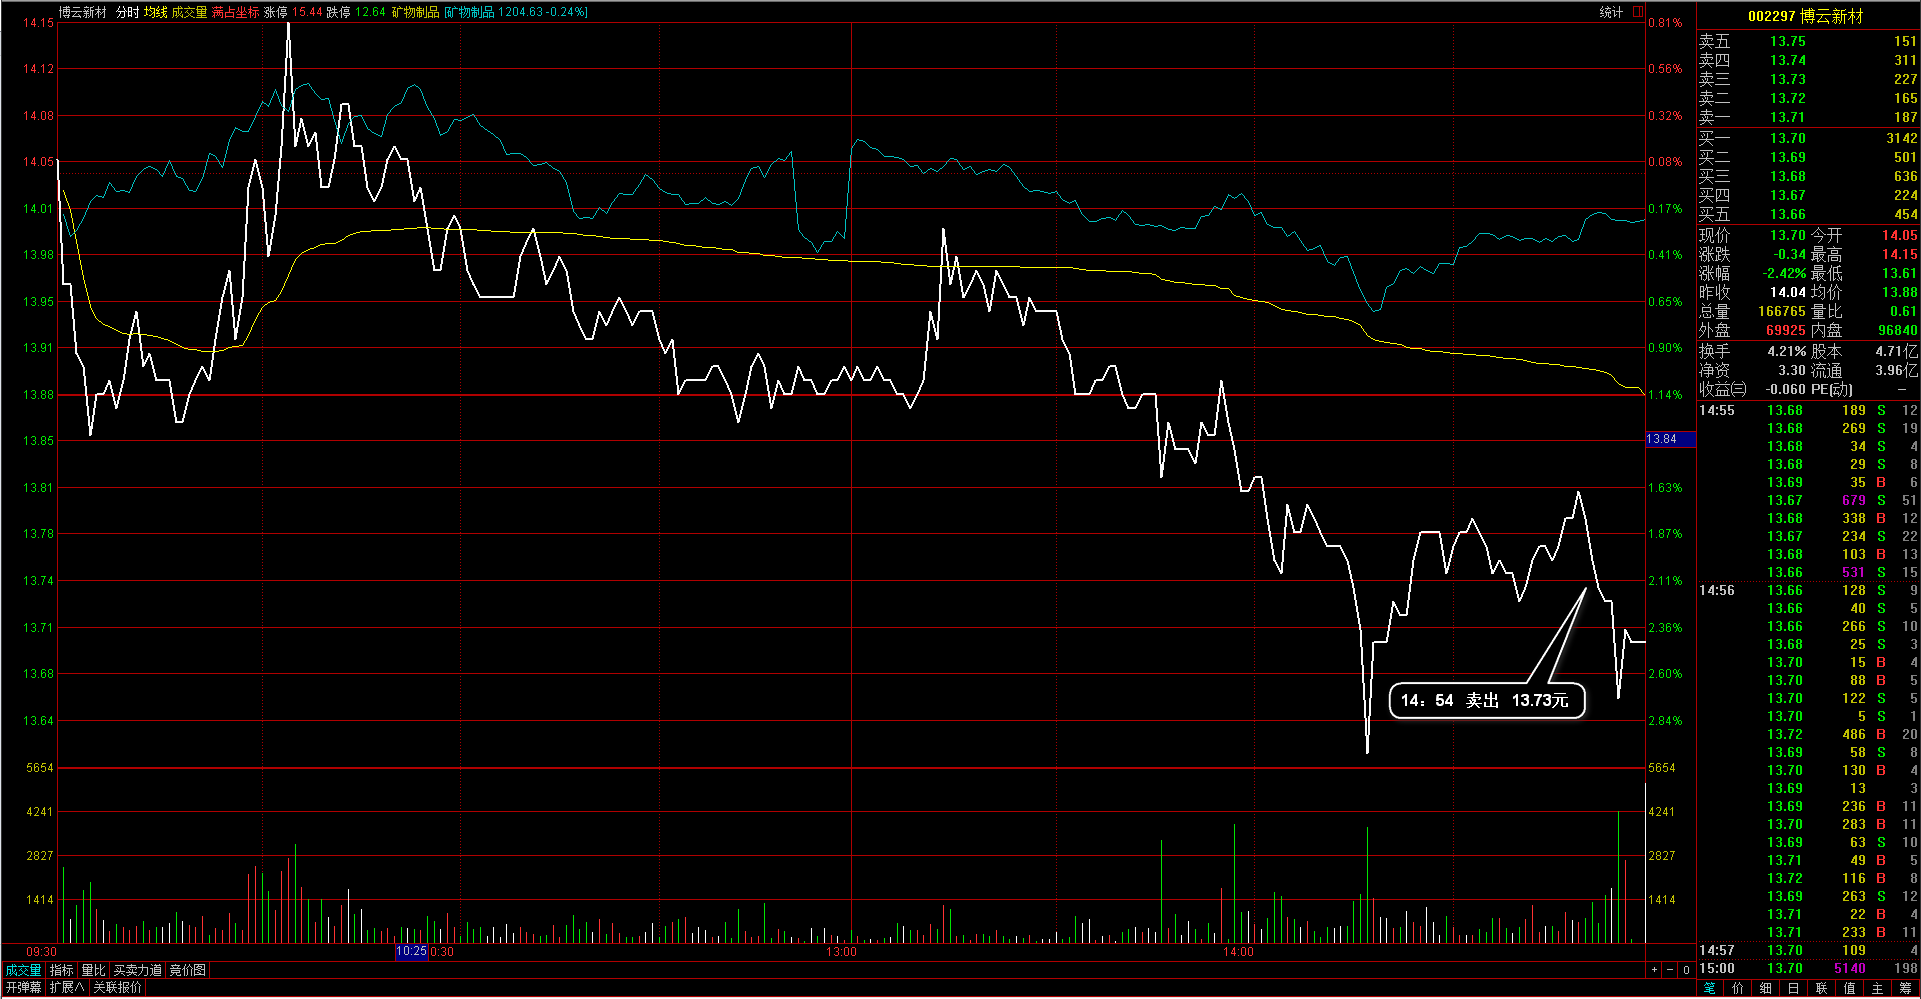 博云新材 分时 均线 成交量 满占坐标 涨停 15.44 跌停 12.64 矿物制品 [矿物制品 1204.63 -0.24%] 统计
14.15 0.81%
14.12 0.56%
14.08 0.32%
14.05 0.08%
14.01 0.17%
13.98 0.41%
13.95 0.65%
13.91 0.90%
13.88 1.14%
13.85 13.84
13.81 1.63%
13.78 1.87%
13.74 2.11%
13.71 2.36%
13.68 2.60%
13.64 2.84%
14：54 卖出 13.73元
5654 5654
4241 4241
2827 2827
1414 1414
09:30 10:25 0:30 13:00 14:00
成交量 指标 量比 买卖力道 竞价图 + - 0
开弹幕 扩展∧ 关联报价
002297 博云新材
卖五 13.75 151
卖四 13.74 311
卖三 13.73 227
卖二 13.72 165
卖一 13.71 187
买一 13.70 3142
买二 13.69 501
买三 13.68 636
买四 13.67 224
买五 13.66 454
现价 13.70 今开 14.05
涨跌 -0.34 最高 14.15
涨幅 -2.42% 最低 13.61
昨收 14.04 均价 13.88
总量 166765 量比 0.61
外盘 69925 内盘 96840
换手 4.21% 股本 4.71亿
净资 3.30 流通 3.96亿
收益㈢ -0.060 PE(动) —
14:55 13.68 189 S 12
13.68 269 S 19
13.68 34 S 4
13.68 29 S 8
13.69 35 B 6
13.67 679 S 51
13.68 338 B 12
13.67 234 S 22
13.68 103 B 13
13.66 531 S 15
14:56 13.66 128 S 9
13.66 40 S 5
13.66 266 S 10
13.68 25 S 3
13.70 15 B 4
13.70 88 B 5
13.70 122 S 5
13.70 5 S 1
13.72 486 B 20
13.69 58 S 8
13.70 130 B 4
13.69 13 3
13.69 236 B 11
13.70 283 B 11
13.69 63 S 10
13.71 49 B 5
13.72 116 B 8
13.69 263 S 12
13.71 22 B 4
13.71 233 B 11
14:57 13.70 109 4
15:00 13.70 5140 198
笔 价 细 日 联 值 主 筹